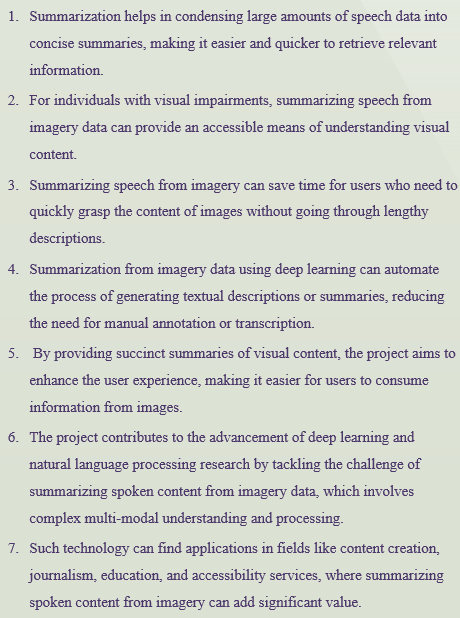 1. Summarization helps in condensing large amounts of speech data into
concise summaries, making it easier and quicker to retrieve relevant
information.
2. For individuals with visual impairments, summarizing speech from
imagery data can provide an accessible means of understanding visual
content.
3. Summarizing speech from imagery can save time for users who need to
quickly grasp the content of images without going through lengthy
descriptions.
4. Summarization from imagery data using deep learning can automate
the process of generating textual descriptions or summaries, reducing
the need for manual annotation or transcription.
5. By providing succinct summaries of visual content, the project aims to
enhance the user experience, making it easier for users to consume
information from images.
6. The project contributes to the advancement of deep learning and
natural language processing research by tackling the challenge of
summarizing spoken content from imagery data, which involves
complex multi-modal understanding and processing.
7. Such technology can find applications in fields like content creation,
journalism, education, and accessibility services, where summarizing
spoken content from imagery can add significant value.